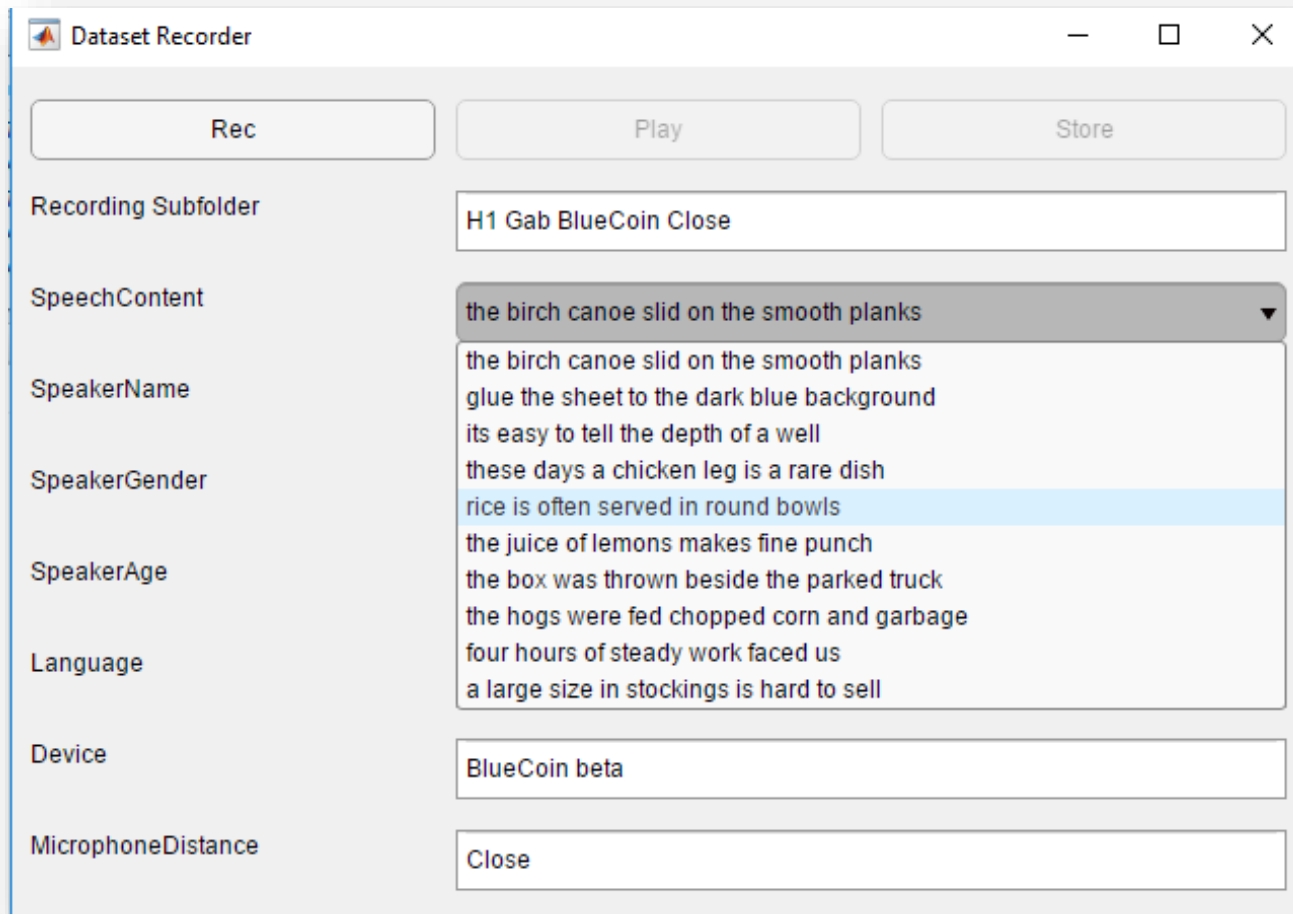 Dataset Recorder
Rec Play Store
Recording Subfolder H1 Gab BlueCoin Close
SpeechContent the birch canoe slid on the smooth planks
the birch canoe slid on the smooth planks
SpeakerName glue the sheet to the dark blue background
its easy to tell the depth of a well
SpeakerGender these days a chicken leg is a rare dish
rice is often served in round bowls
the juice of lemons makes fine punch
SpeakerAge the box was thrown beside the parked truck
the hogs were fed chopped corn and garbage
Language four hours of steady work faced us
a large size in stockings is hard to sell
Device BlueCoin beta
MicrophoneDistance Close